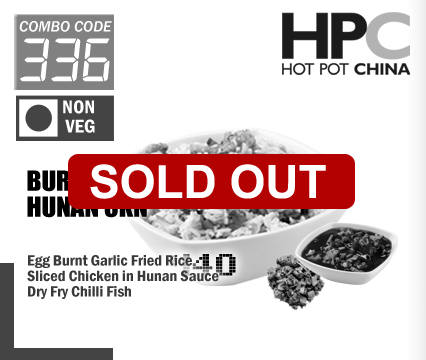 COMBO CODE
336
HPC
HOT POT CHINA
NON
VEG
SOLD OUT
HUNAN
Egg Burnt Garlic Fried Rice
Sliced Chicken in Hunan Sauce
Dry Fry Chilli Fish